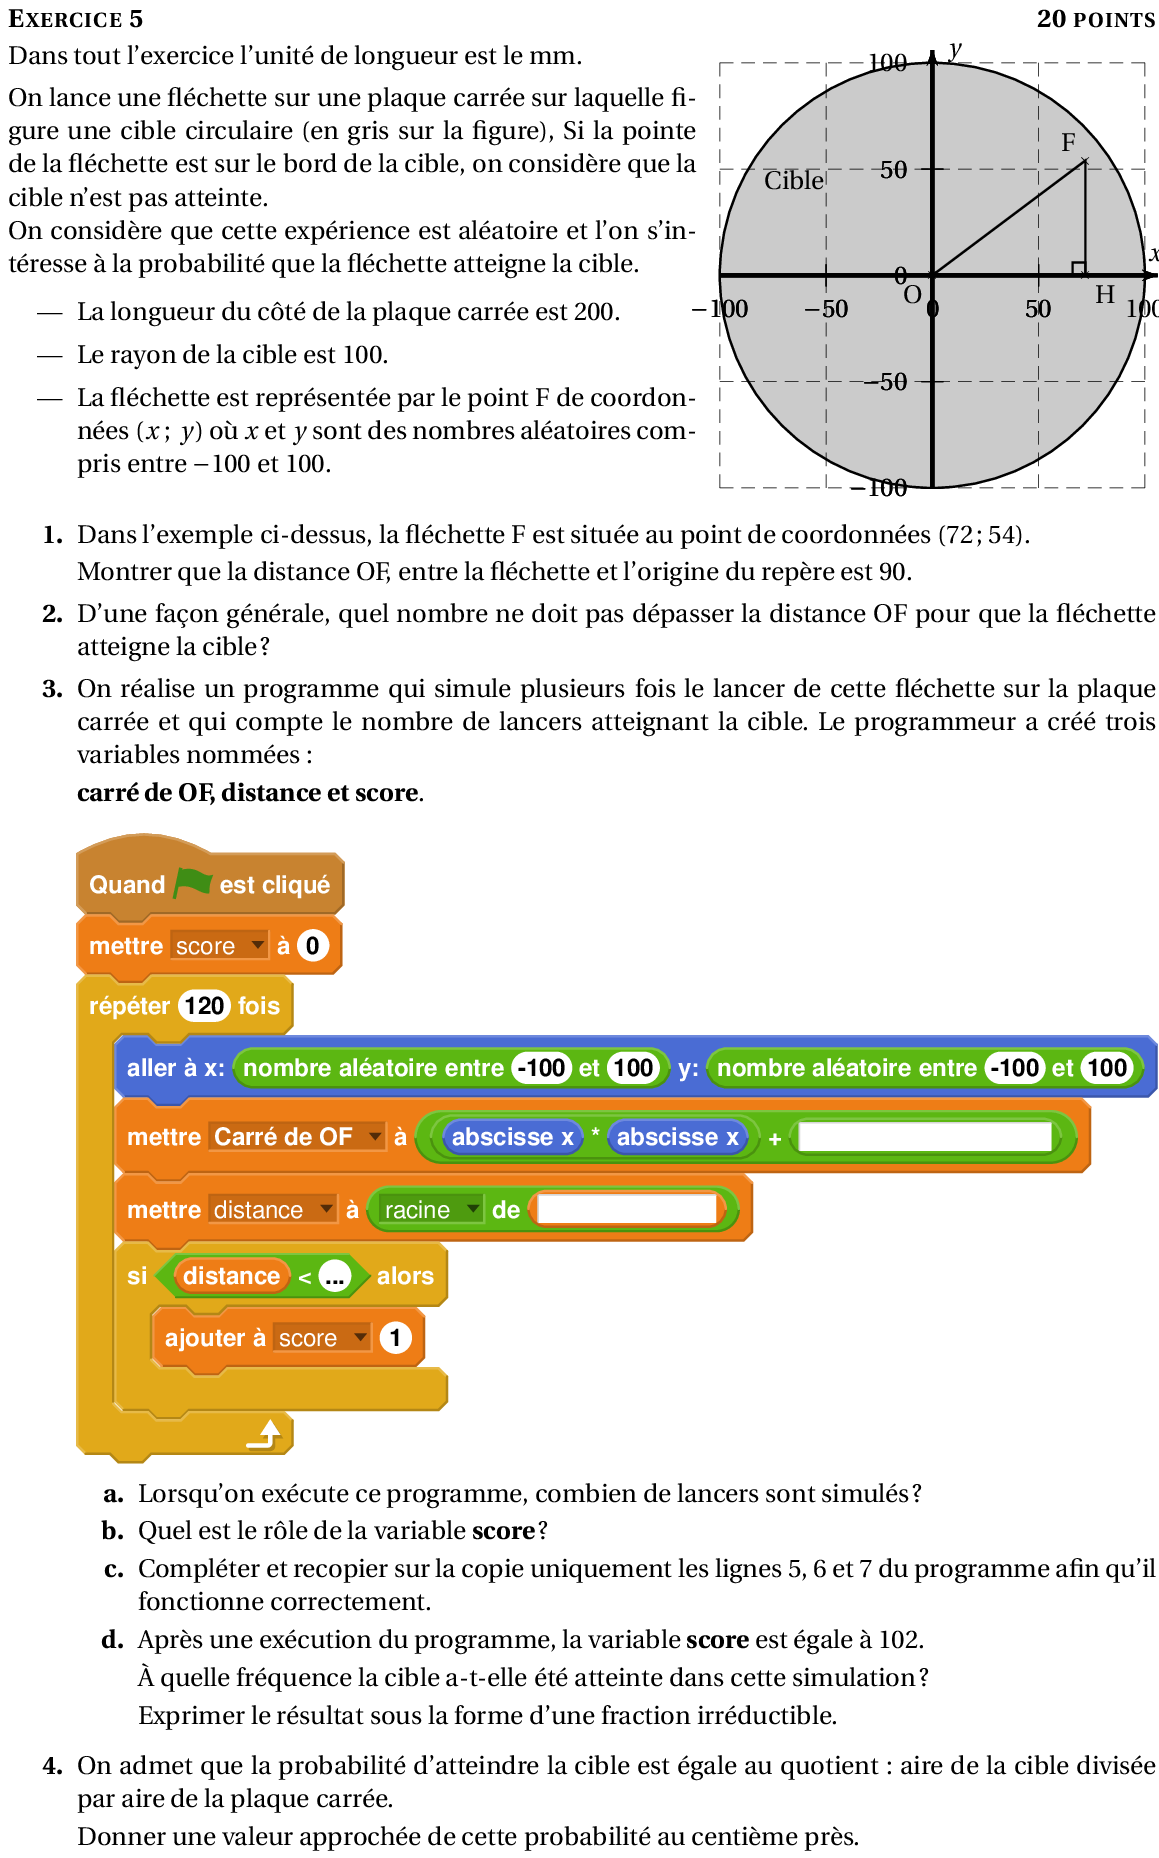 EXERCICE 5 20 POINTS
Dans tout l'exercice l'unité de longueur est le mm.
On lance une fléchette sur une plaque carrée sur laquelle fi-
gure une cible circulaire (en gris sur la figure), Si la pointe
de la fléchette est sur le bord de la cible, on considère que la
cible n'est pas atteinte.
On considère que cette expérience est aléatoire et l'on s'in-
téresse à la probabilité que la fléchette atteigne la cible.
— La longueur du côté de la plaque carrée est 200.
— Le rayon de la cible est 100.
— La fléchette est représentée par le point F de coordon-
nées (x ; y) où x et y sont des nombres aléatoires com-
pris entre −100 et 100.
y
100
F
50
Cible
x
0
O H
−100 −50 0 50 100
−50
−100
1. Dans l'exemple ci-dessus, la fléchette F est située au point de coordonnées (72 ; 54).
Montrer que la distance OF, entre la fléchette et l'origine du repère est 90.
2. D'une façon générale, quel nombre ne doit pas dépasser la distance OF pour que la fléchette
atteigne la cible ?
3. On réalise un programme qui simule plusieurs fois le lancer de cette fléchette sur la plaque
carrée et qui compte le nombre de lancers atteignant la cible. Le programmeur a créé trois
variables nommées :
carré de OF, distance et score.
Quand est cliqué
mettre score à 0
répéter 120 fois
aller à x: nombre aléatoire entre -100 et 100 y: nombre aléatoire entre -100 et 100
mettre Carré de OF à abscisse x * abscisse x +
mettre distance à racine de
si distance < ... alors
ajouter à score 1
a. Lorsqu'on exécute ce programme, combien de lancers sont simulés ?
b. Quel est le rôle de la variable score ?
c. Compléter et recopier sur la copie uniquement les lignes 5, 6 et 7 du programme afin qu'il
fonctionne correctement.
d. Après une exécution du programme, la variable score est égale à 102.
À quelle fréquence la cible a-t-elle été atteinte dans cette simulation ?
Exprimer le résultat sous la forme d'une fraction irréductible.
4. On admet que la probabilité d'atteindre la cible est égale au quotient : aire de la cible divisée
par aire de la plaque carrée.
Donner une valeur approchée de cette probabilité au centième près.